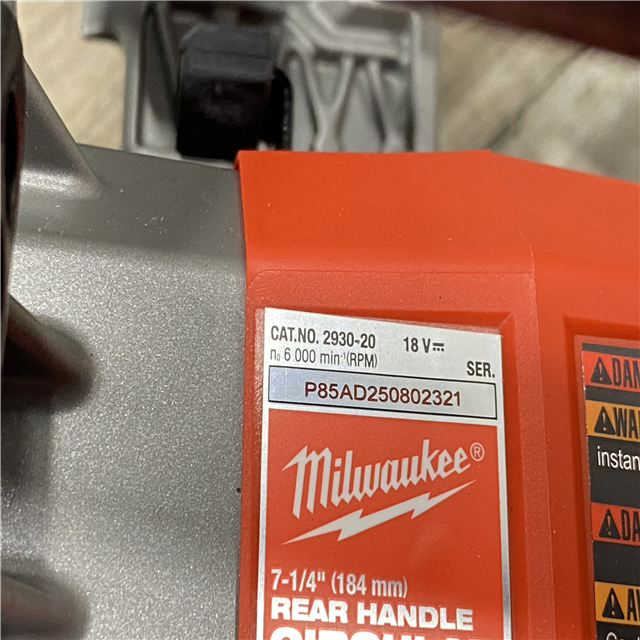 CAT.NO. 2930-20 18 V⎓
n₀ 6 000 min⁻¹(RPM) SER.
P85AD250802321
Milwaukee®
7-1/4" (184 mm)
REAR HANDLE
instan